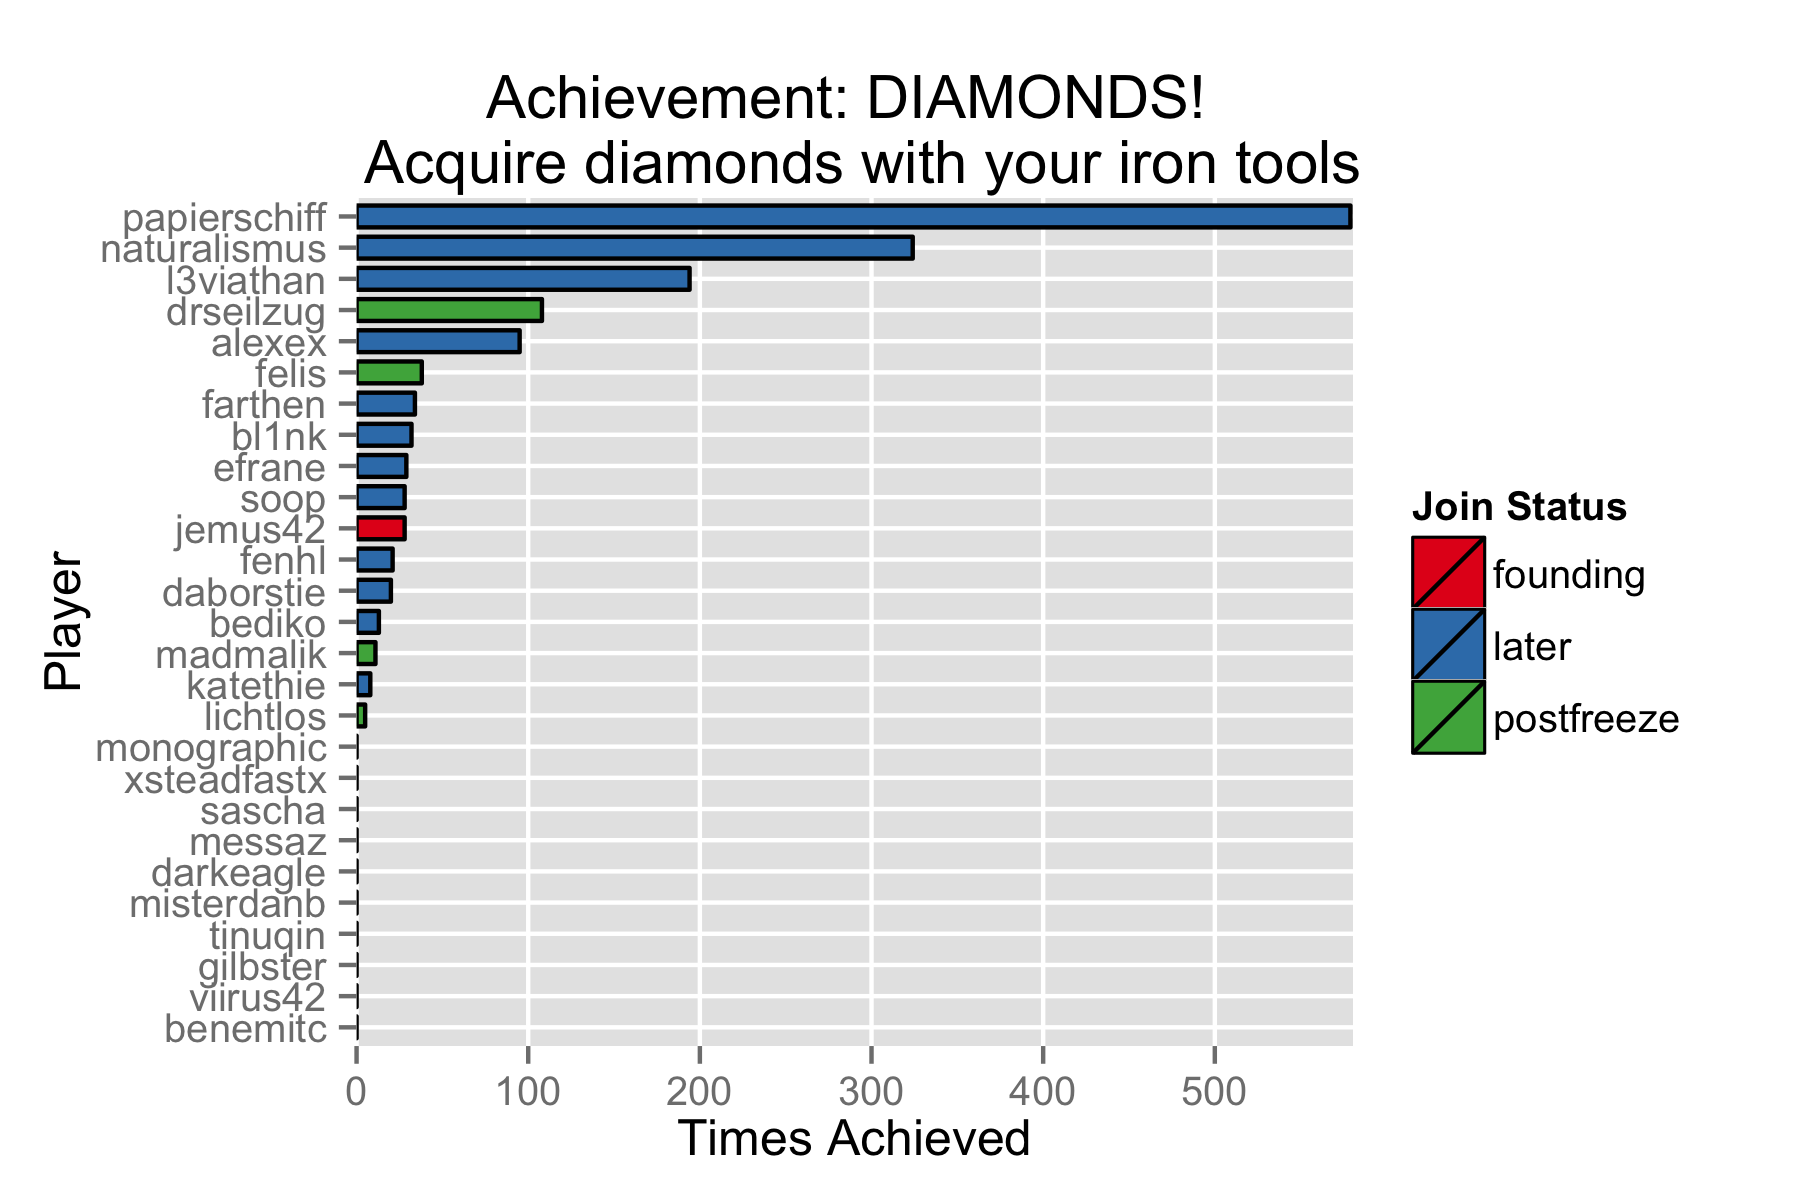 Achievement: DIAMONDS!
Acquire diamonds with your iron tools
Player
papierschiff
naturalismus
l3viathan
drseilzug
alexex
felis
farthen
bl1nk
efrane
soop
jemus42
fenhl
daborstie
bediko
madmalik
katethie
lichtlos
monographic
xsteadfastx
sascha
messaz
darkeagle
misterdanb
tinuqin
gilbster
viirus42
benemitc
0 100 200 300 400 500
Times Achieved
Join Status
founding
later
postfreeze